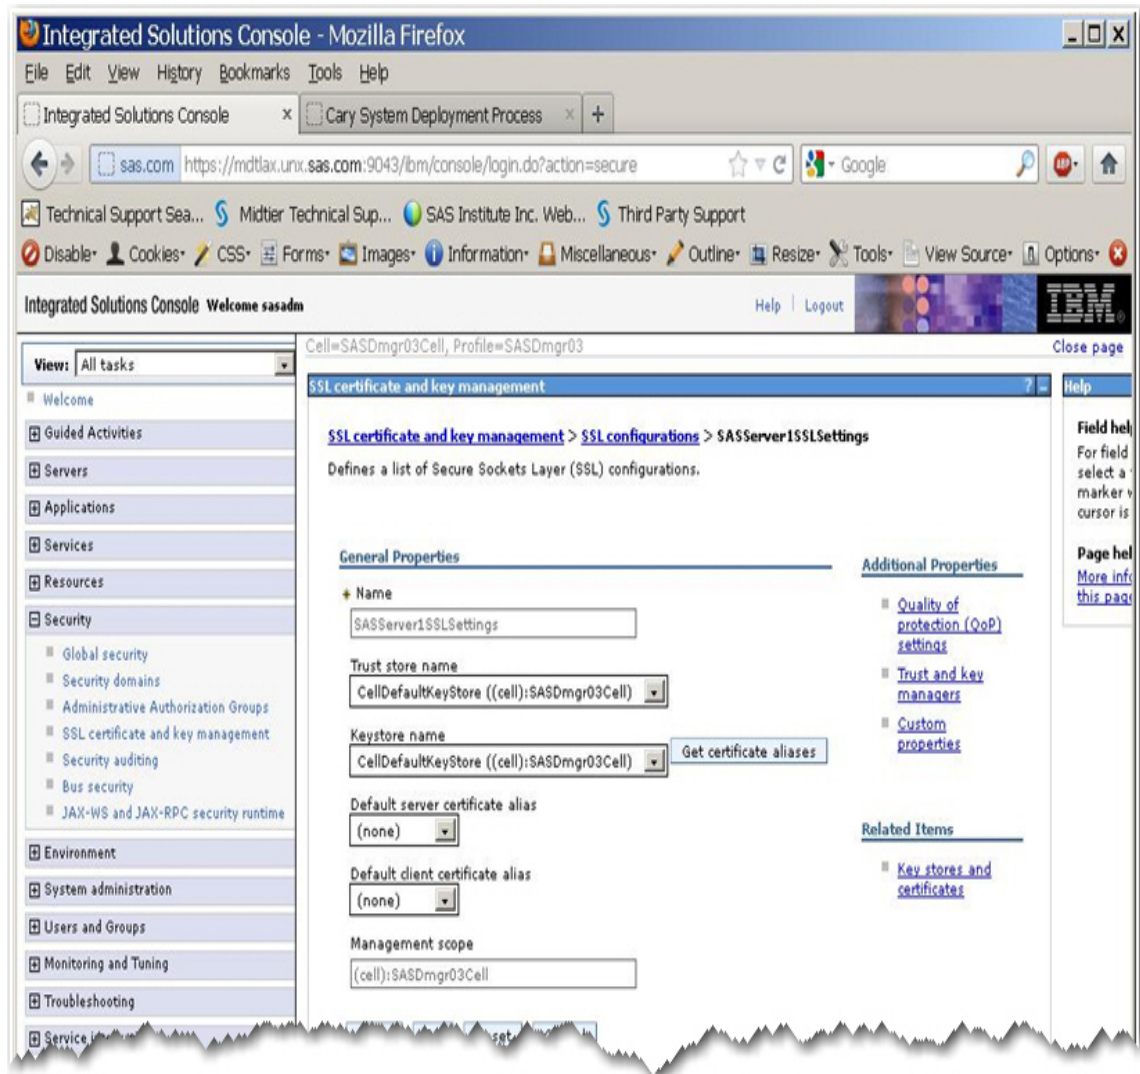 Integrated Solutions Console - Mozilla Firefox
File Edit View History Bookmarks Tools Help
Integrated Solutions Console × Cary System Deployment Process × +
sas.com https://mdtlax.unx.sas.com:9043/ibm/console/login.do?action=secure Google
Technical Support Sea... Midtier Technical Sup... SAS Institute Inc. Web... Third Party Support
Disable Cookies CSS Forms Images Information Miscellaneous Outline Resize Tools View Source Options
Integrated Solutions Console Welcome sasadm Help | Logout IBM.
Cell=SASDmgr03Cell, Profile=SASDmgr03 Close page
View: All tasks
Welcome
Guided Activities
Servers
Applications
Services
Resources
Security
Global security
Security domains
Administrative Authorization Groups
SSL certificate and key management
Security auditing
Bus security
JAX-WS and JAX-RPC security runtime
Environment
System administration
Users and Groups
Monitoring and Tuning
Troubleshooting
Service
SSL certificate and key management ? -
SSL certificate and key management > SSL configurations > SASServer1SSLSettings
Defines a list of Secure Sockets Layer (SSL) configurations.
General Properties
+ Name
SASServer1SSLSettings
Trust store name
CellDefaultKeyStore ((cell):SASDmgr03Cell)
Keystore name
CellDefaultKeyStore ((cell):SASDmgr03Cell) Get certificate aliases
Default server certificate alias
(none)
Default client certificate alias
(none)
Management scope
(cell):SASDmgr03Cell
Additional Properties
Quality of
protection (QoP)
settings
Trust and key
managers
Custom
properties
Related Items
Key stores and
certificates
Help
Field hel
For field
select a
marker
cursor is
Page hel
More info
this page